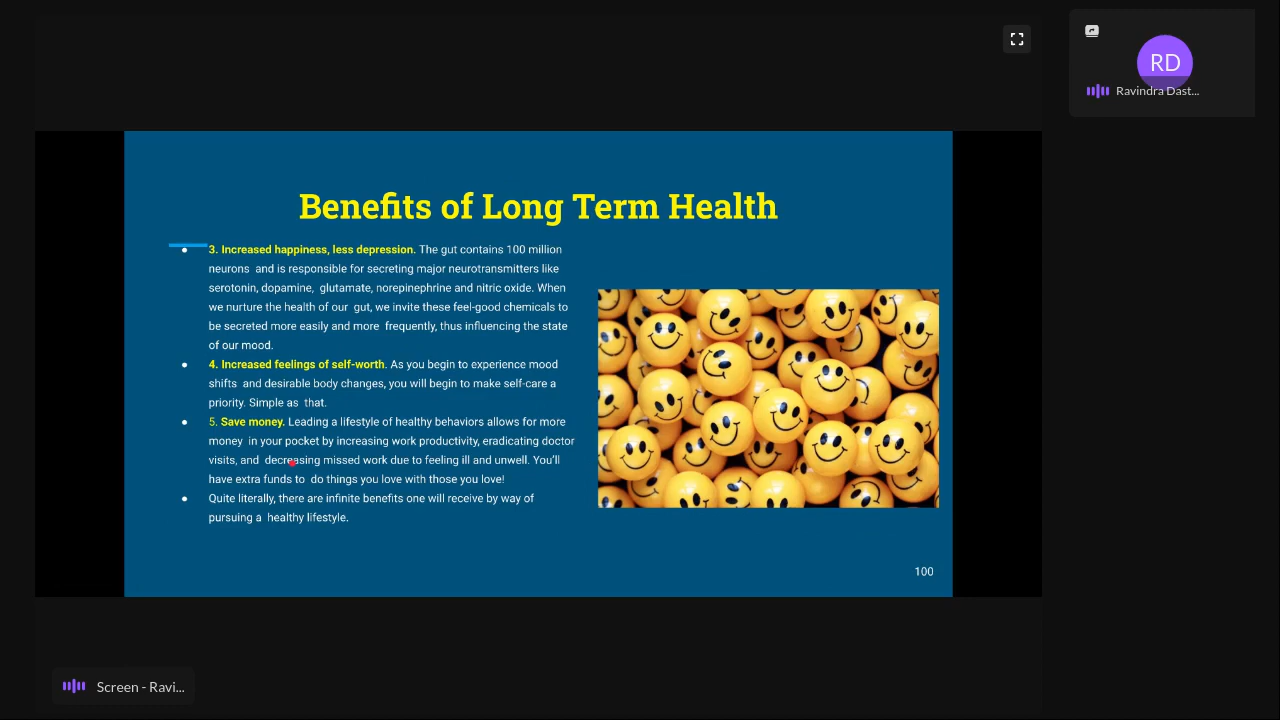 RD
Ravindra Dast...
Benefits of Long Term Health
● 3. Increased happiness, less depression. The gut contains 100 million
neurons and is responsible for secreting major neurotransmitters like
serotonin, dopamine, glutamate, norepinephrine and nitric oxide. When
we nurture the health of our gut, we invite these feel-good chemicals to
be secreted more easily and more frequently, thus influencing the state
of our mood.
● 4. Increased feelings of self-worth. As you begin to experience mood
shifts and desirable body changes, you will begin to make self-care a
priority. Simple as that.
● 5. Save money. Leading a lifestyle of healthy behaviors allows for more
money in your pocket by increasing work productivity, eradicating doctor
visits, and decreasing missed work due to feeling ill and unwell. You'll
have extra funds to do things you love with those you love!
● Quite literally, there are infinite benefits one will receive by way of
pursuing a healthy lifestyle.
100
Screen - Ravi...